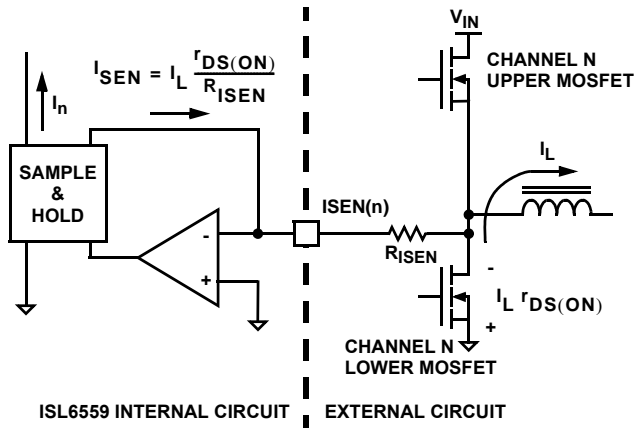 V_IN
CHANNEL N
UPPER MOSFET
I_SEN = I_L r_DS(ON) / R_ISEN
I_n
SAMPLE
&
HOLD
I_L
ISEN(n)
R_ISEN
-
+
-
I_L r_DS(ON)
+
CHANNEL N
LOWER MOSFET
ISL6559 INTERNAL CIRCUIT
EXTERNAL CIRCUIT